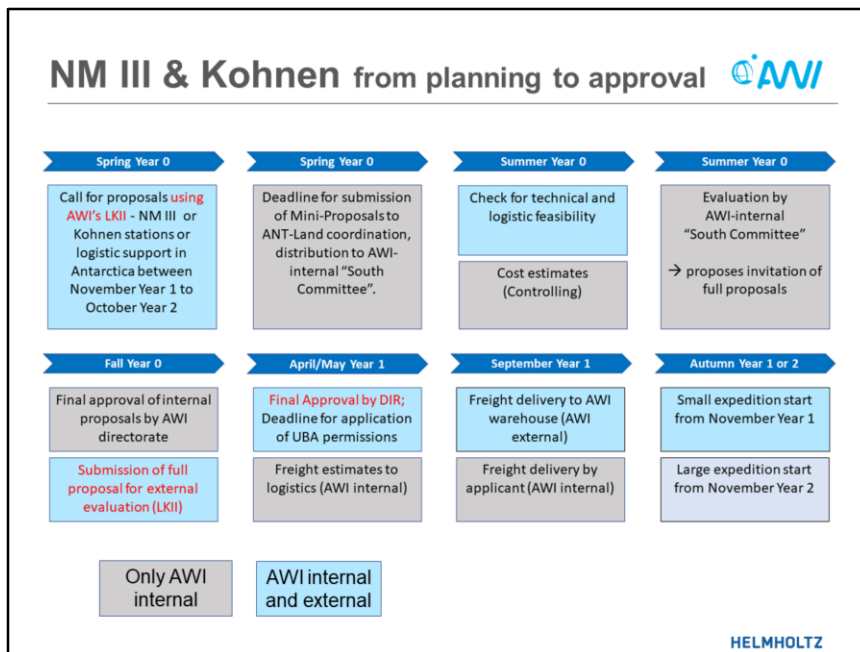 NM III & Kohnen from planning to approval
AWI
Spring Year 0
Call for proposals using
AWI's LKII - NM III or
Kohnen stations or
logistic support in
Antarctica between
November Year 1 to
October Year 2
Spring Year 0
Deadline for submission
of Mini-Proposals to
ANT-Land coordination,
distribution to AWI-
internal “South
Committee”.
Summer Year 0
Check for technical and
logistic feasibility
Cost estimates
(Controlling)
Summer Year 0
Evaluation by
AWI-internal
“South Committee”
→ proposes invitation of
full proposals
Fall Year 0
Final approval of internal
proposals by AWI
directorate
Submission of full
proposal for external
evaluation (LKII)
April/May Year 1
Final Approval by DIR;
Deadline for application
of UBA permissions
Freight estimates to
logistics (AWI internal)
September Year 1
Freight delivery to AWI
warehouse (AWI
external)
Freight delivery by
applicant (AWI internal)
Autumn Year 1 or 2
Small expedition start
from November Year 1
Large expedition start
from November Year 2
Only AWI
internal
AWI internal
and external
HELMHOLTZ